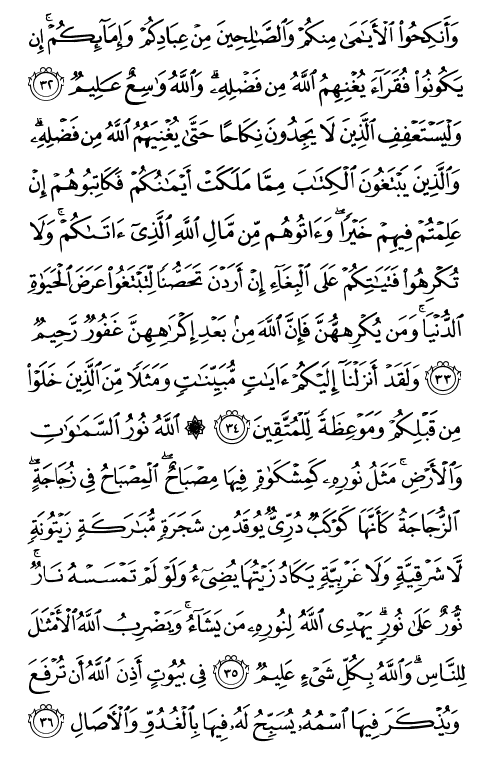 وَأَنكِحُوا۟ ٱلْأَيَـٰمَىٰ مِنكُمْ وَٱلصَّـٰلِحِينَ مِنْ عِبَادِكُمْ وَإِمَآئِكُمْ ۚ إِن
يَكُونُوا۟ فُقَرَآءَ يُغْنِهِمُ ٱللَّهُ مِن فَضْلِهِۦ ۗ وَٱللَّهُ وَٰسِعٌ عَلِيمٌ ٣٢
وَلْيَسْتَعْفِفِ ٱلَّذِينَ لَا يَجِدُونَ نِكَاحًا حَتَّىٰ يُغْنِيَهُمُ ٱللَّهُ مِن فَضْلِهِۦ ۗ
وَٱلَّذِينَ يَبْتَغُونَ ٱلْكِتَـٰبَ مِمَّا مَلَكَتْ أَيْمَـٰنُكُمْ فَكَاتِبُوهُمْ إِنْ
عَلِمْتُمْ فِيهِمْ خَيْرًا ۖ وَءَاتُوهُم مِّن مَّالِ ٱللَّهِ ٱلَّذِىٓ ءَاتَىٰكُمْ ۚ وَلَا
تُكْرِهُوا۟ فَتَيَـٰتِكُمْ عَلَى ٱلْبِغَآءِ إِنْ أَرَدْنَ تَحَصُّنًا لِّتَبْتَغُوا۟ عَرَضَ ٱلْحَيَوٰةِ
ٱلدُّنْيَا ۚ وَمَن يُكْرِههُّنَّ فَإِنَّ ٱللَّهَ مِنۢ بَعْدِ إِكْرَٰهِهِنَّ غَفُورٌ رَّحِيمٌ
٣٣ وَلَقَدْ أَنزَلْنَآ إِلَيْكُمْ ءَايَـٰتٍ مُّبَيِّنَـٰتٍ وَمَثَلًا مِّنَ ٱلَّذِينَ خَلَوْا۟
مِن قَبْلِكُمْ وَمَوْعِظَةً لِّلْمُتَّقِينَ ٣٤ ۞ ٱللَّهُ نُورُ ٱلسَّمَـٰوَٰتِ
وَٱلْأَرْضِ ۚ مَثَلُ نُورِهِۦ كَمِشْكَوٰةٍ فِيهَا مِصْبَاحٌ ۖ ٱلْمِصْبَاحُ فِى زُجَاجَةٍ ۖ
ٱلزُّجَاجَةُ كَأَنَّهَا كَوْكَبٌ دُرِّىٌّ يُوقَدُ مِن شَجَرَةٍ مُّبَـٰرَكَةٍ زَيْتُونَةٍ
لَّا شَرْقِيَّةٍ وَلَا غَرْبِيَّةٍ يَكَادُ زَيْتُهَا يُضِىٓءُ وَلَوْ لَمْ تَمْسَسْهُ نَارٌ ۚ
نُّورٌ عَلَىٰ نُورٍ ۗ يَهْدِى ٱللَّهُ لِنُورِهِۦ مَن يَشَآءُ ۚ وَيَضْرِبُ ٱللَّهُ ٱلْأَمْثَـٰلَ
لِلنَّاسِ ۗ وَٱللَّهُ بِكُلِّ شَىْءٍ عَلِيمٌ ٣٥ فِى بُيُوتٍ أَذِنَ ٱللَّهُ أَن تُرْفَعَ
وَيُذْكَرَ فِيهَا ٱسْمُهُۥ يُسَبِّحُ لَهُۥ فِيهَا بِٱلْغُدُوِّ وَٱلْـَٔاصَالِ ٣٦